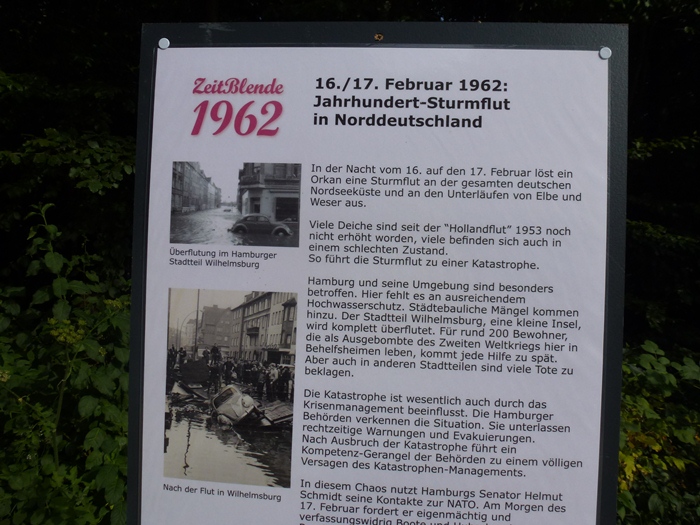 ZeitBlende
1962
16./17. Februar 1962:
Jahrhundert-Sturmflut
in Norddeutschland
In der Nacht vom 16. auf den 17. Februar löst ein
Orkan eine Sturmflut an der gesamten deutschen
Nordseeküste und an den Unterläufen von Elbe und
Weser aus.
Überflutung im Hamburger
Stadtteil Wilhelmsburg
Viele Deiche sind seit der "Hollandflut" 1953 noch
nicht erhöht worden, viele befinden sich auch in
einem schlechten Zustand.
So führt die Sturmflut zu einer Katastrophe.
Hamburg und seine Umgebung sind besonders
betroffen. Hier fehlt es an ausreichendem
Hochwasserschutz. Städtebauliche Mängel kommen
hinzu. Der Stadtteil Wilhelmsburg, eine kleine Insel,
wird komplett überflutet. Für rund 200 Bewohner,
die als Ausgebombte des Zweiten Weltkriegs hier in
Behelfsheimen leben, kommt jede Hilfe zu spät.
Aber auch in anderen Stadtteilen sind viele Tote zu
beklagen.
Die Katastrophe ist wesentlich auch durch das
Krisenmanagement beeinflusst. Die Hamburger
Behörden verkennen die Situation. Sie unterlassen
rechtzeitige Warnungen und Evakuierungen.
Nach Ausbruch der Katastrophe führt ein
Kompetenz-Gerangel der Behörden zu einem völligen
Versagen des Katastrophen-Managements.
Nach der Flut in Wilhelmsburg
In diesem Chaos nutzt Hamburgs Senator Helmut
Schmidt seine Kontakte zur NATO. Am Morgen des
17. Februar fordert er eigenmächtig und
verfassungswidrig Boote und